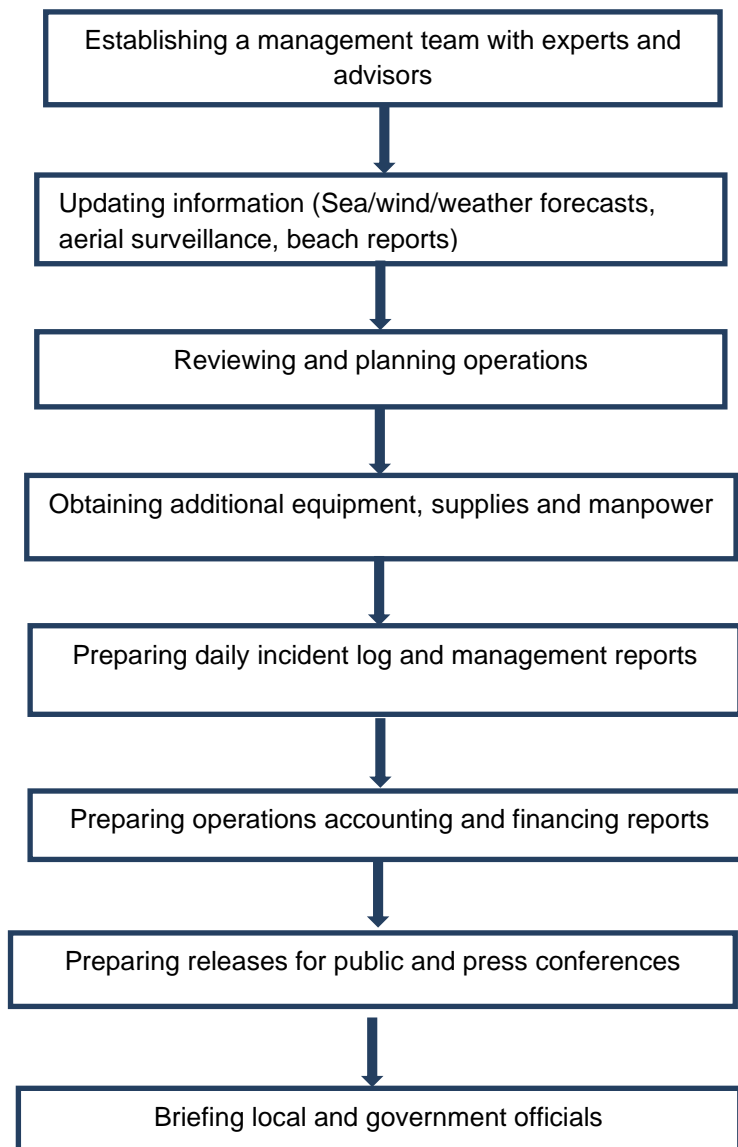 Establishing a management team with experts and
advisors
Updating information (Sea/wind/weather forecasts,
aerial surveillance, beach reports)
Reviewing and planning operations
Obtaining additional equipment, supplies and manpower
Preparing daily incident log and management reports
Preparing operations accounting and financing reports
Preparing releases for public and press conferences
Briefing local and government officials